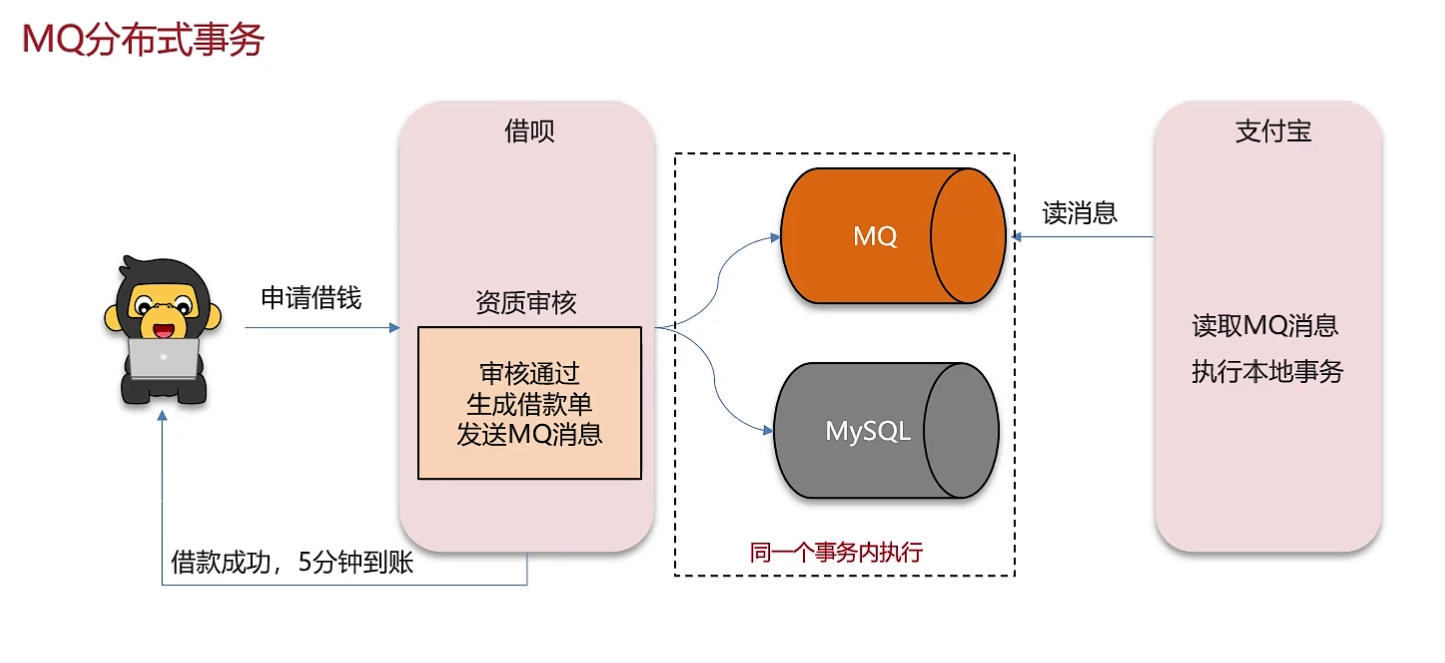 MQ分布式事务
借呗
支付宝
MQ
读消息
申请借钱
资质审核
审核通过
生成借款单
发送MQ消息
读取MQ消息
执行本地事务
MySQL
同一个事务内执行
借款成功，5分钟到账